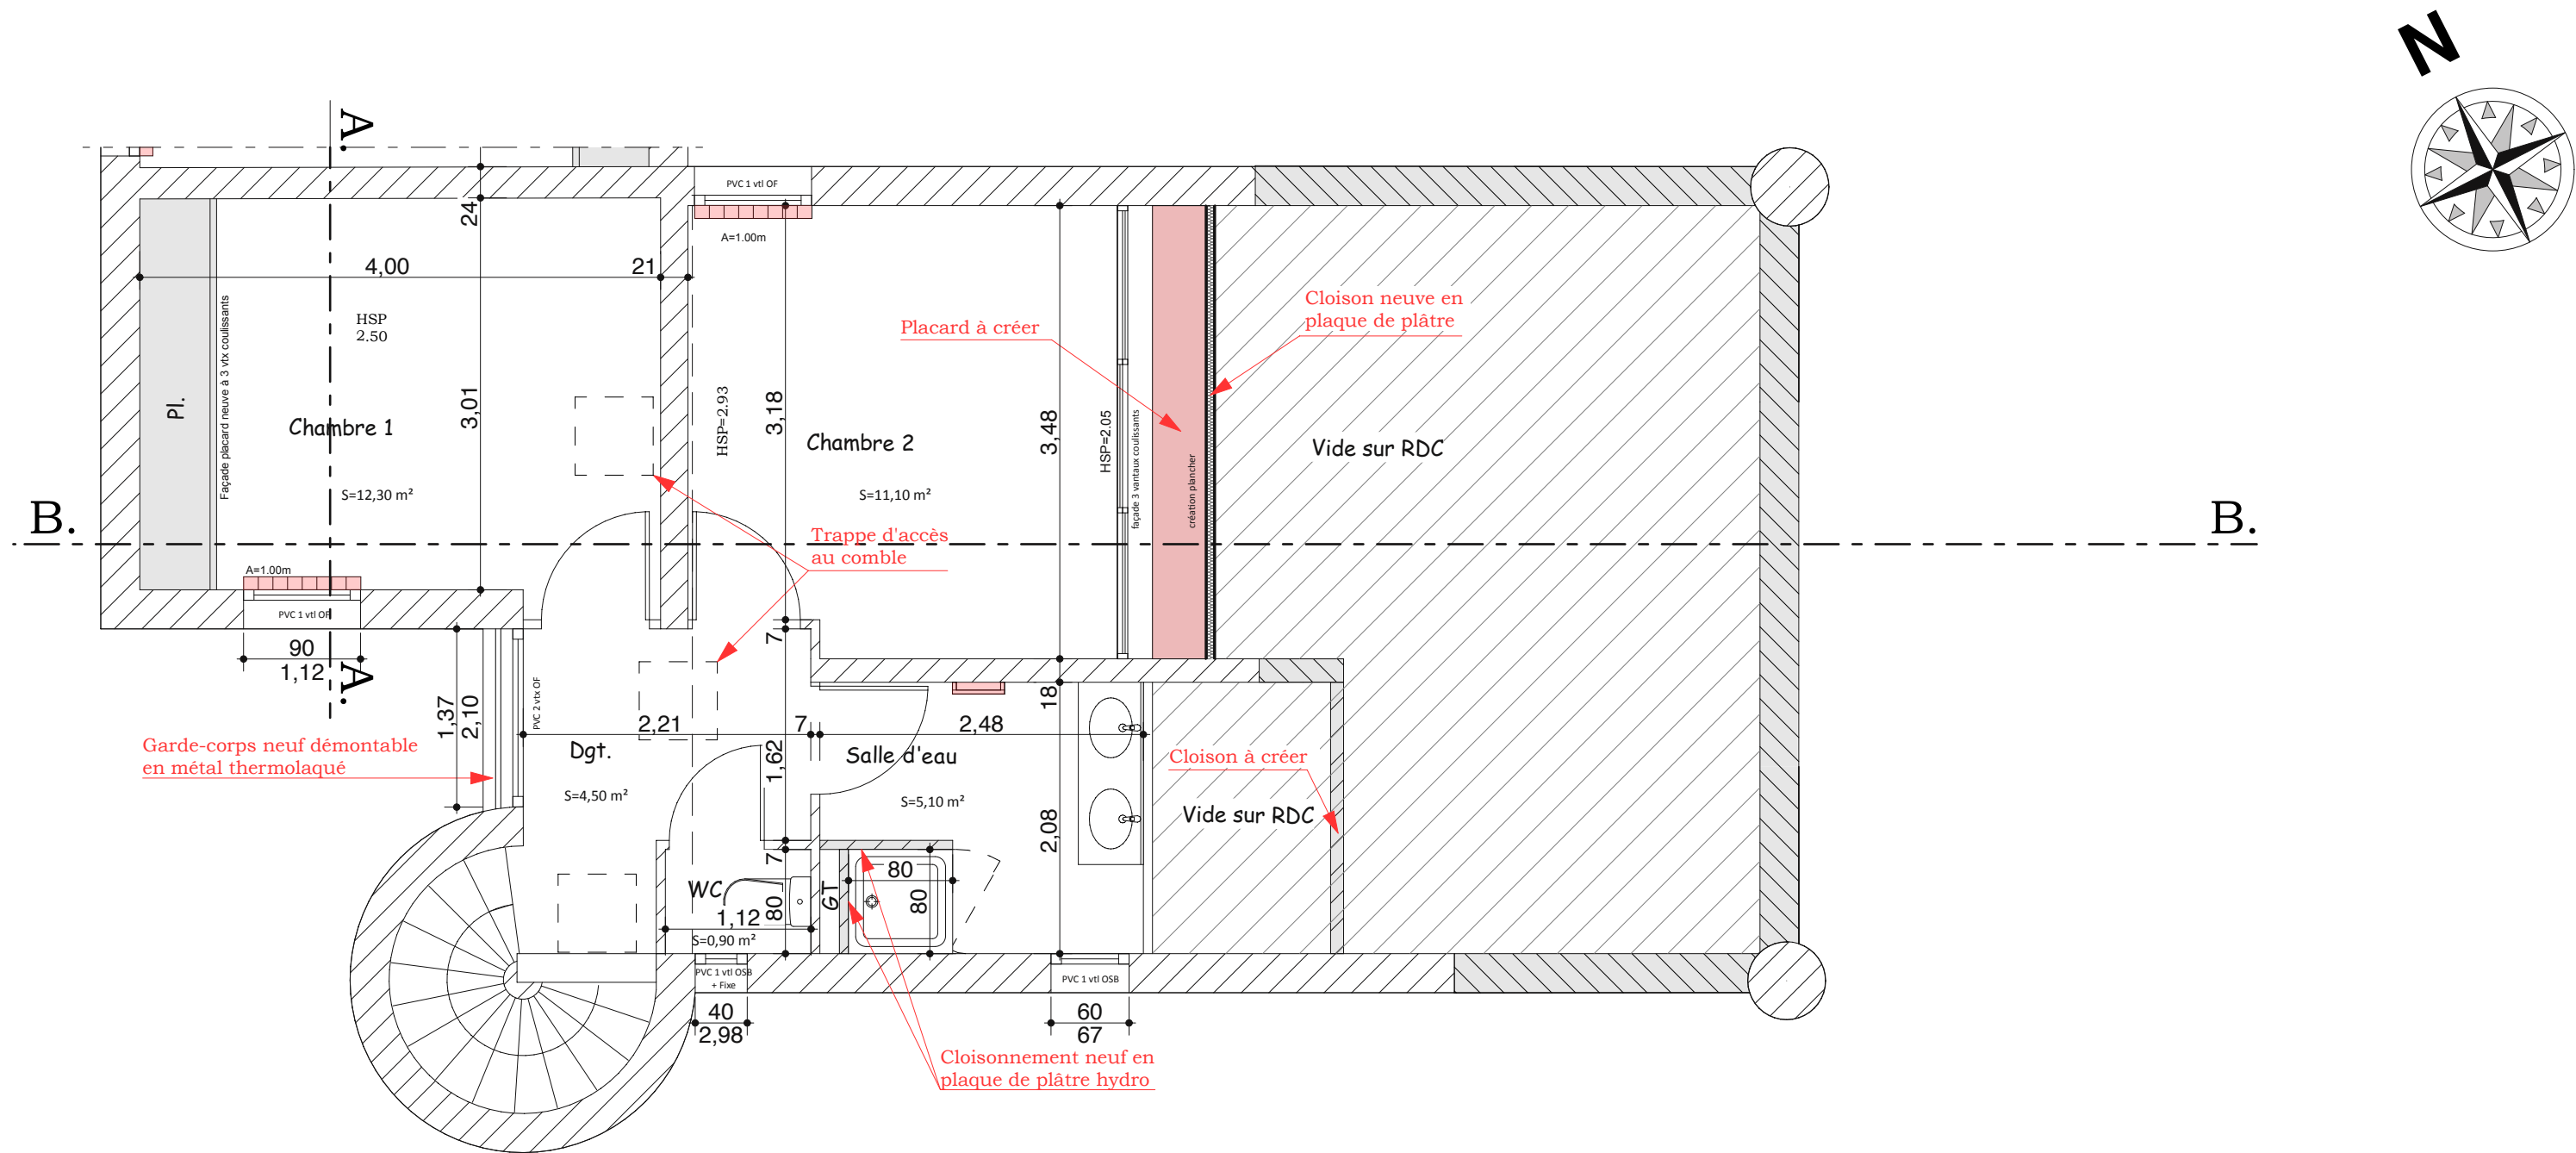 N
A.
PVC 1 vtl OF
24
A=1.00m
4,00
21
HSP
2.50
Cloison neuve en
plaque de plâtre
Placard à créer
Pl.
Façade placard neuve à 3 vtx coulissants
Chambre 1
3,01
S=12,30 m²
HSP=2.93
3,18
Chambre 2
S=11,10 m²
3,48
HSP=2.05
façade 3 vantaux coulissants
création plancher
Vide sur RDC
B.
B.
Trappe d'accès
au comble
A=1.00m
PVC 1 vtl OF
90
1,12
A.
7
1,37
2,10
PVC 2 vtx OF
2,21
7
2,48
18
Garde-corps neuf démontable
en métal thermolaqué
Dgt.
S=4,50 m²
1,62
Salle d'eau
S=5,10 m²
2,08
Cloison à créer
Vide sur RDC
7
WC
1,12
80
S=0,90 m²
GT
80
80
PVC 1 vtl OSB
+ Fixe
PVC 1 vtl OSB
40
2,98
60
67
Cloisonnement neuf en
plaque de plâtre hydro